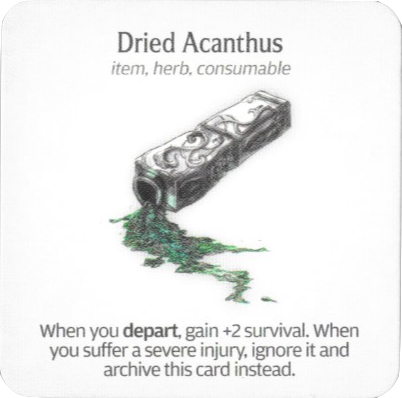 Dried Acanthus
item, herb, consumable
When you depart, gain +2 survival. When
you suffer a severe injury, ignore it and
archive this card instead.